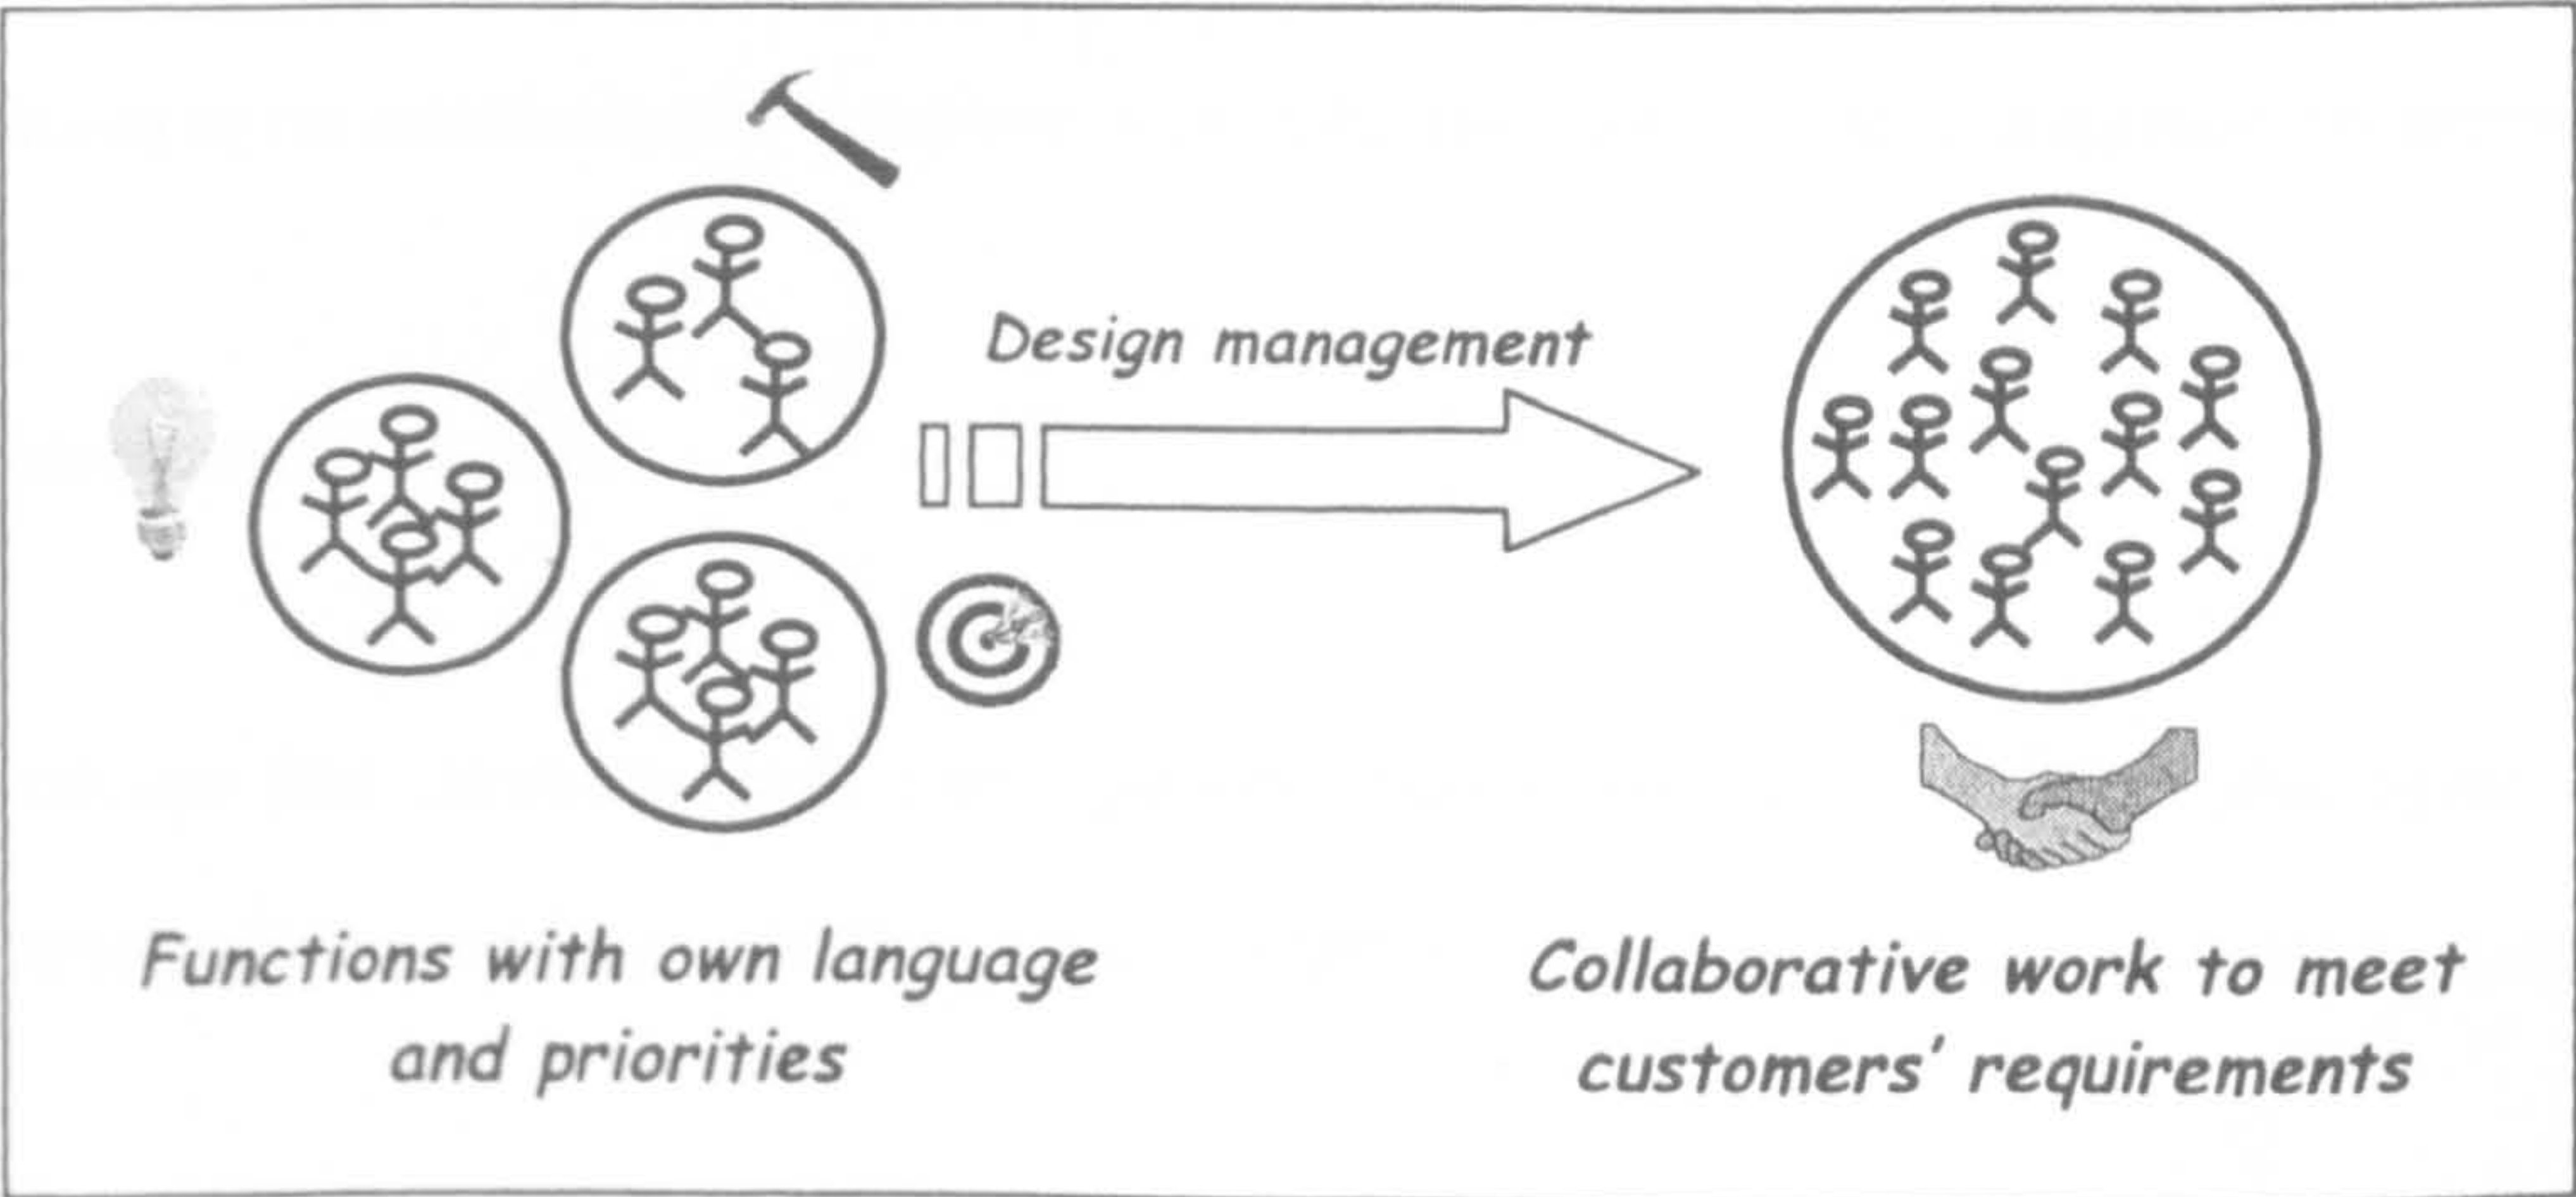 Design management
Functions with own language
and priorities
Collaborative work to meet
customers' requirements